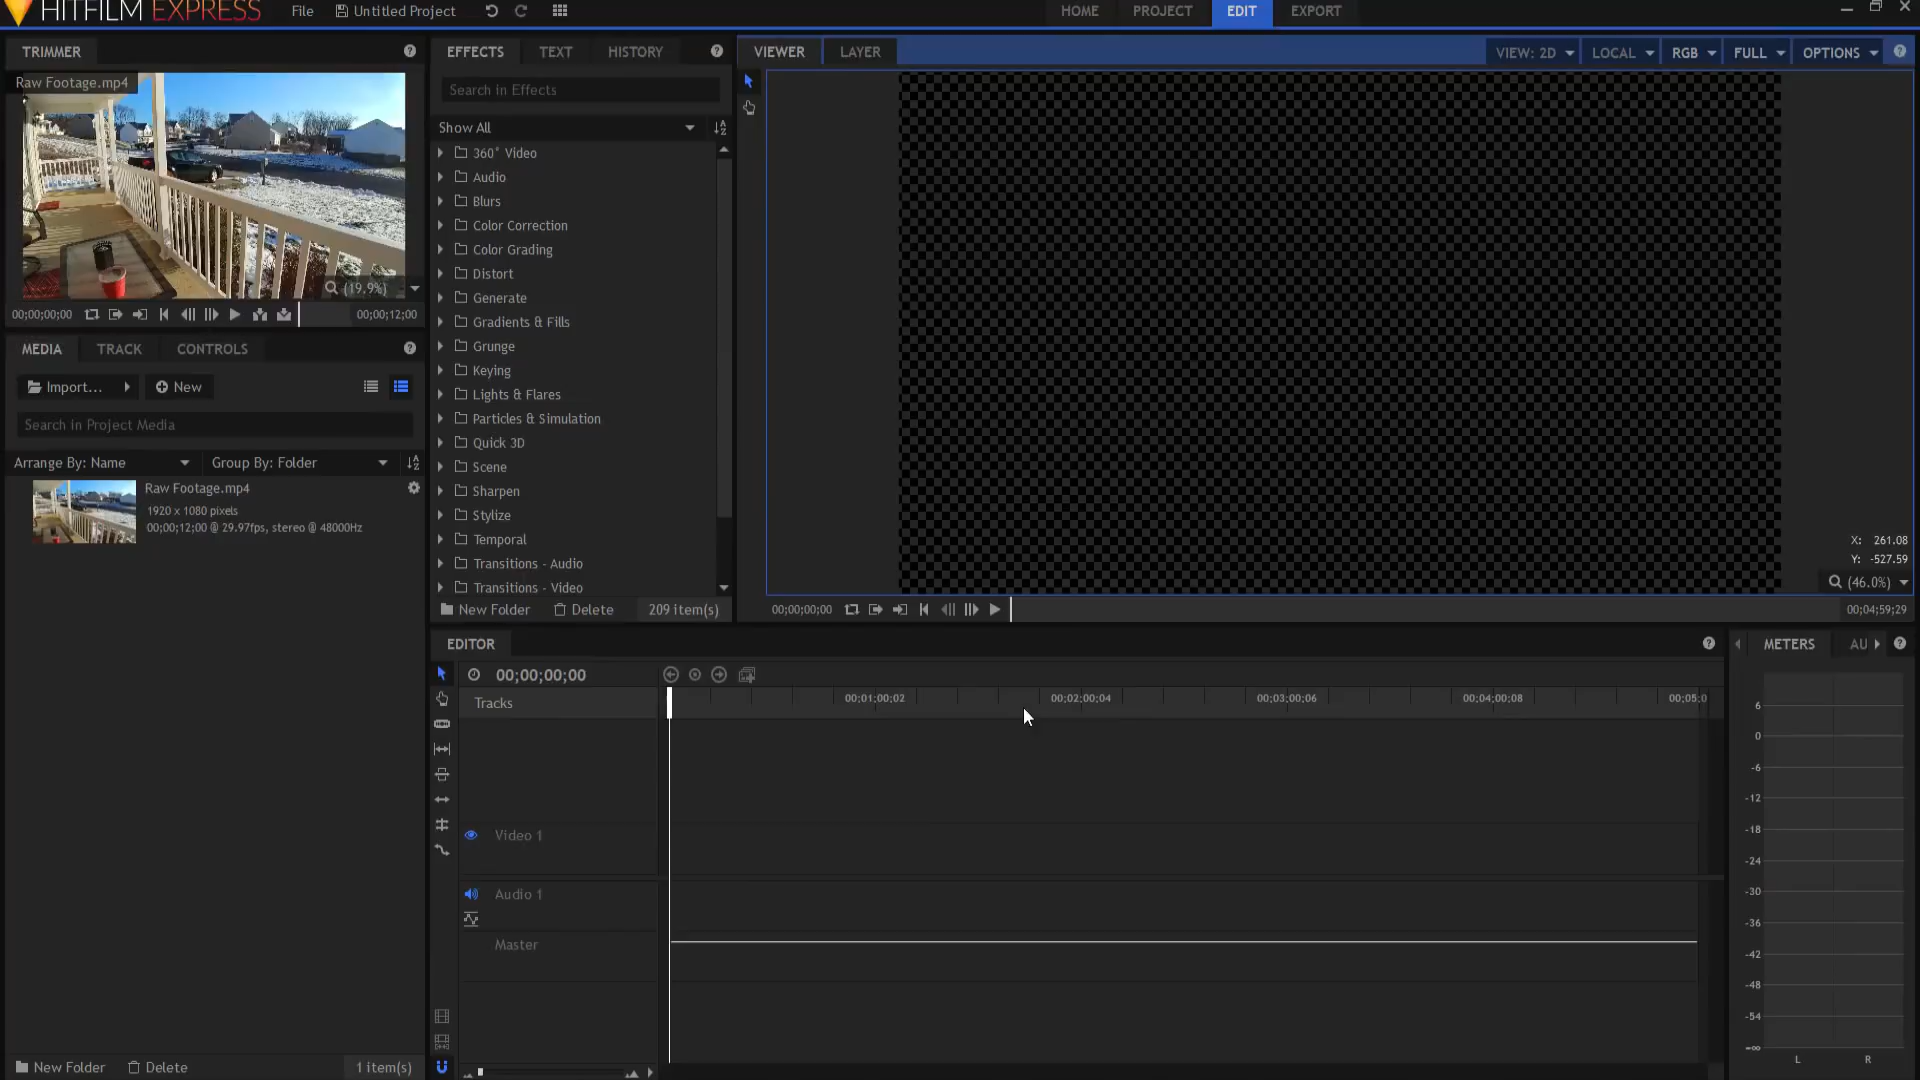 HITFILM EXPRESS
File
Untitled Project
HOME
PROJECT
EDIT
EXPORT
TRIMMER
Raw Footage.mp4
(19.9%)
00;00;00;00
00;00;12;00
EFFECTS
TEXT
HISTORY
Search in Effects
Show All
360° Video
Audio
Blurs
Color Correction
Color Grading
Distort
Generate
Gradients & Fills
Grunge
Keying
Lights & Flares
Particles & Simulation
Quick 3D
Scene
Sharpen
Stylize
Temporal
Transitions - Audio
Transitions - Video
New Folder
Delete
209 item(s)
VIEWER
LAYER
VIEW: 2D
LOCAL
RGB
FULL
OPTIONS
X: 261.08
Y: -527.59
(46.0%)
00;00;00;00
00;04;59;29
MEDIA
TRACK
CONTROLS
Import...
New
Search in Project Media
Arrange By: Name
Group By: Folder
Raw Footage.mp4
1920 x 1080 pixels
00;00;12;00 @ 29.97fps, stereo @ 48000Hz
New Folder
Delete
1 item(s)
EDITOR
00;00;00;00
Tracks
00;01;00;02
00;02;00;04
00;03;00;06
00;04;00;08
00;05;0
Video 1
Audio 1
Master
METERS
AU
6
0
-6
-12
-18
-24
-30
-36
-42
-48
-54
-∞
L
R